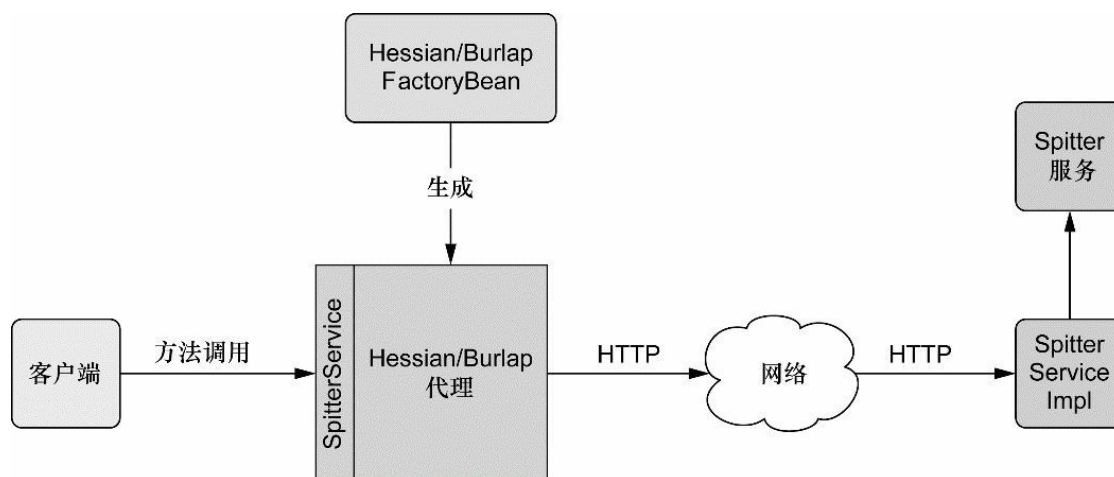 Hessian/Burlap
FactoryBean
生成
Spitter
服务
客户端
方法调用
SpitterService
Hessian/Burlap
代理
HTTP
网络
HTTP
Spitter
Service
Impl